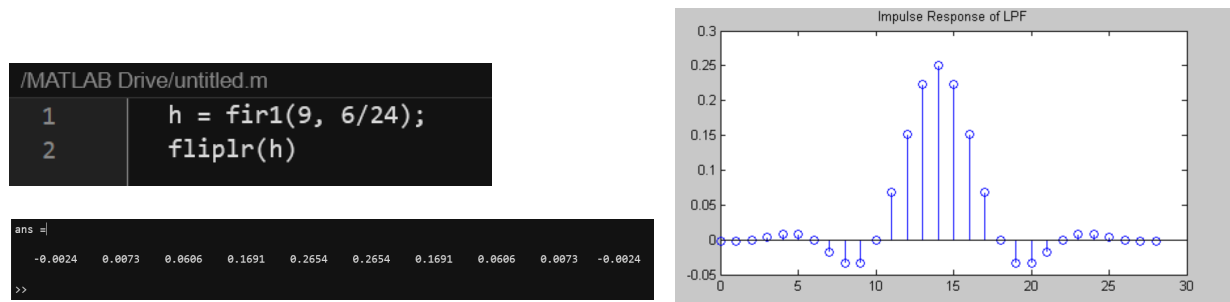 /MATLAB Drive/untitled.m
1 h = fir1(9, 6/24);
2 fliplr(h)
ans =
-0.0024 0.0073 0.0606 0.1691 0.2654 0.2654 0.1691 0.0606 0.0073 -0.0024
>>
Impulse Response of LPF
0.3
0.25
0.2
0.15
0.1
0.05
0
-0.05
0 5 10 15 20 25 30